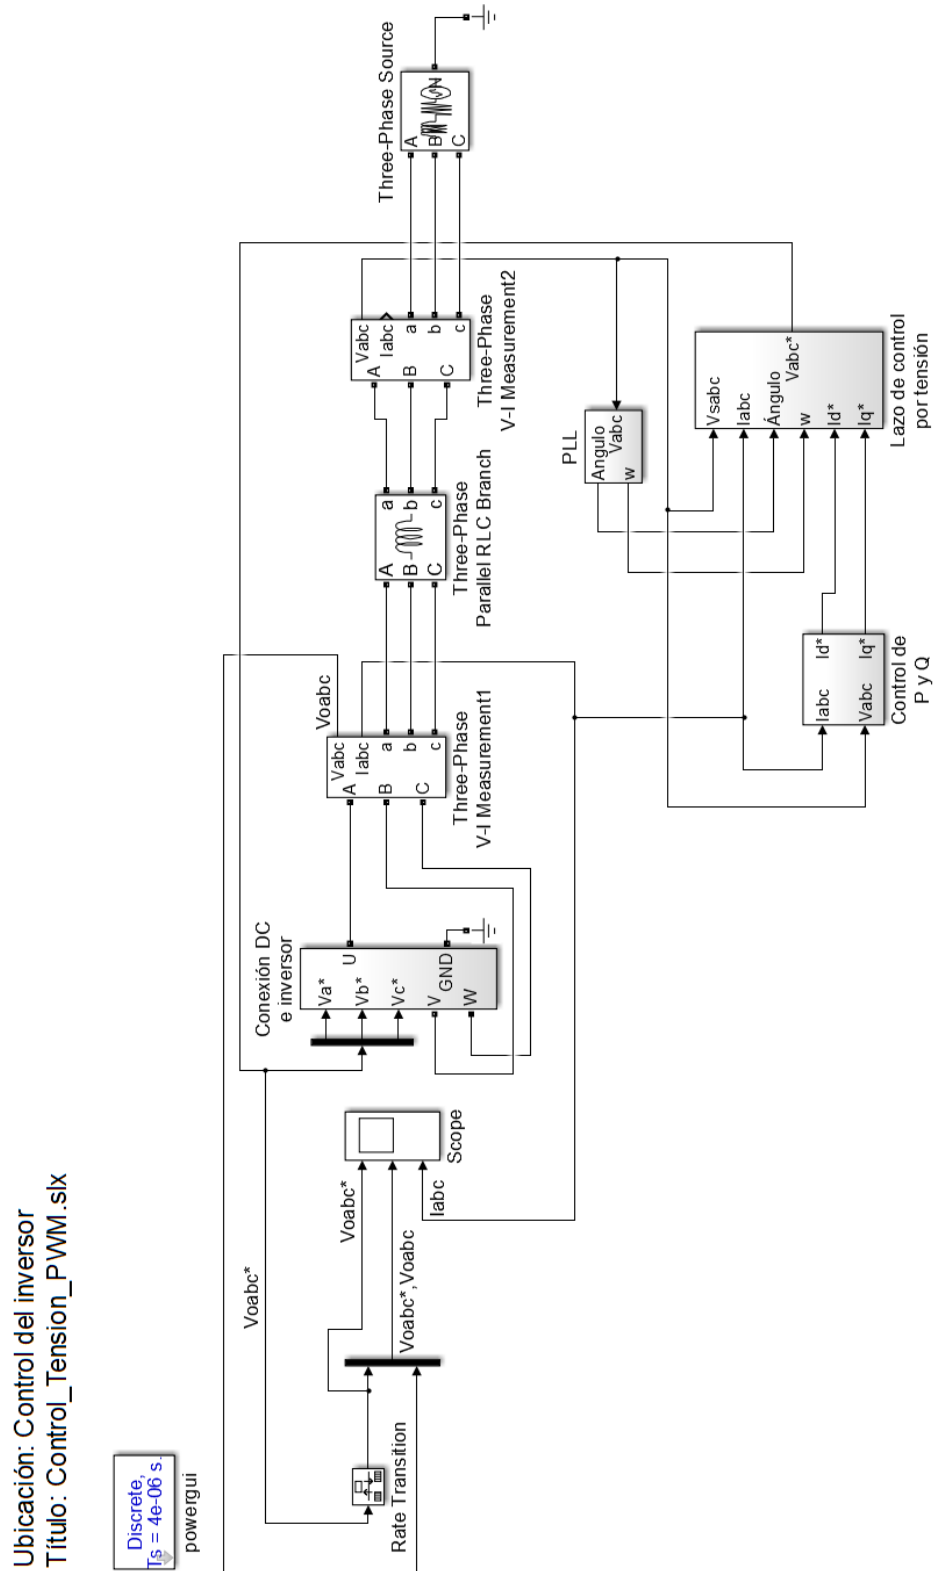 Ubicación: Control del inversor
Título: Control_Tension_PWM.slx
Discrete,
Ts = 4e-06 s.
powergui
Voabc*
Rate Transition
Voabc*
Voabc*,Voabc
Iabc
Scope
Conexión DC
e inversor
Va*
Vb*
Vc*
U
V
GND
W
Voabc
Vabc
Iabc
A
a
B
b
C
c
Three-Phase
V-I Measurement1
A
a
B
b
C
c
Three-Phase
Parallel RLC Branch
Vabc
Iabc
A
a
B
b
C
c
Three-Phase
V-I Measurement2
Three-Phase Source
A
B
C
N
PLL
Angulo
Vabc
w
Iabc
Id*
Vabc
Iq*
Control de
P y Q
Vsabc
Iabc
Ángulo
Vabc*
w
Id*
Iq*
Lazo de control
por tensión